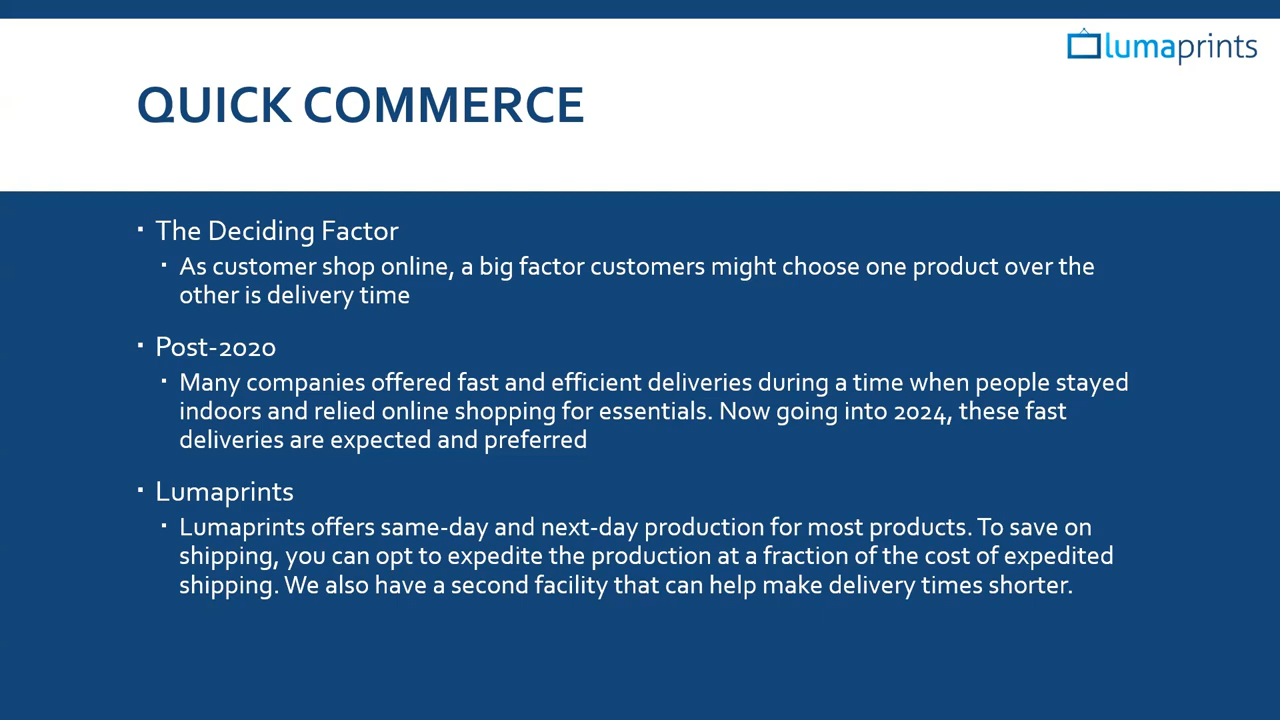 lumaprints
QUICK COMMERCE
▪ The Deciding Factor
▪ As customer shop online, a big factor customers might choose one product over the
other is delivery time
▪ Post-2020
▪ Many companies offered fast and efficient deliveries during a time when people stayed
indoors and relied online shopping for essentials. Now going into 2024, these fast
deliveries are expected and preferred
▪ Lumaprints
▪ Lumaprints offers same-day and next-day production for most products. To save on
shipping, you can opt to expedite the production at a fraction of the cost of expedited
shipping. We also have a second facility that can help make delivery times shorter.